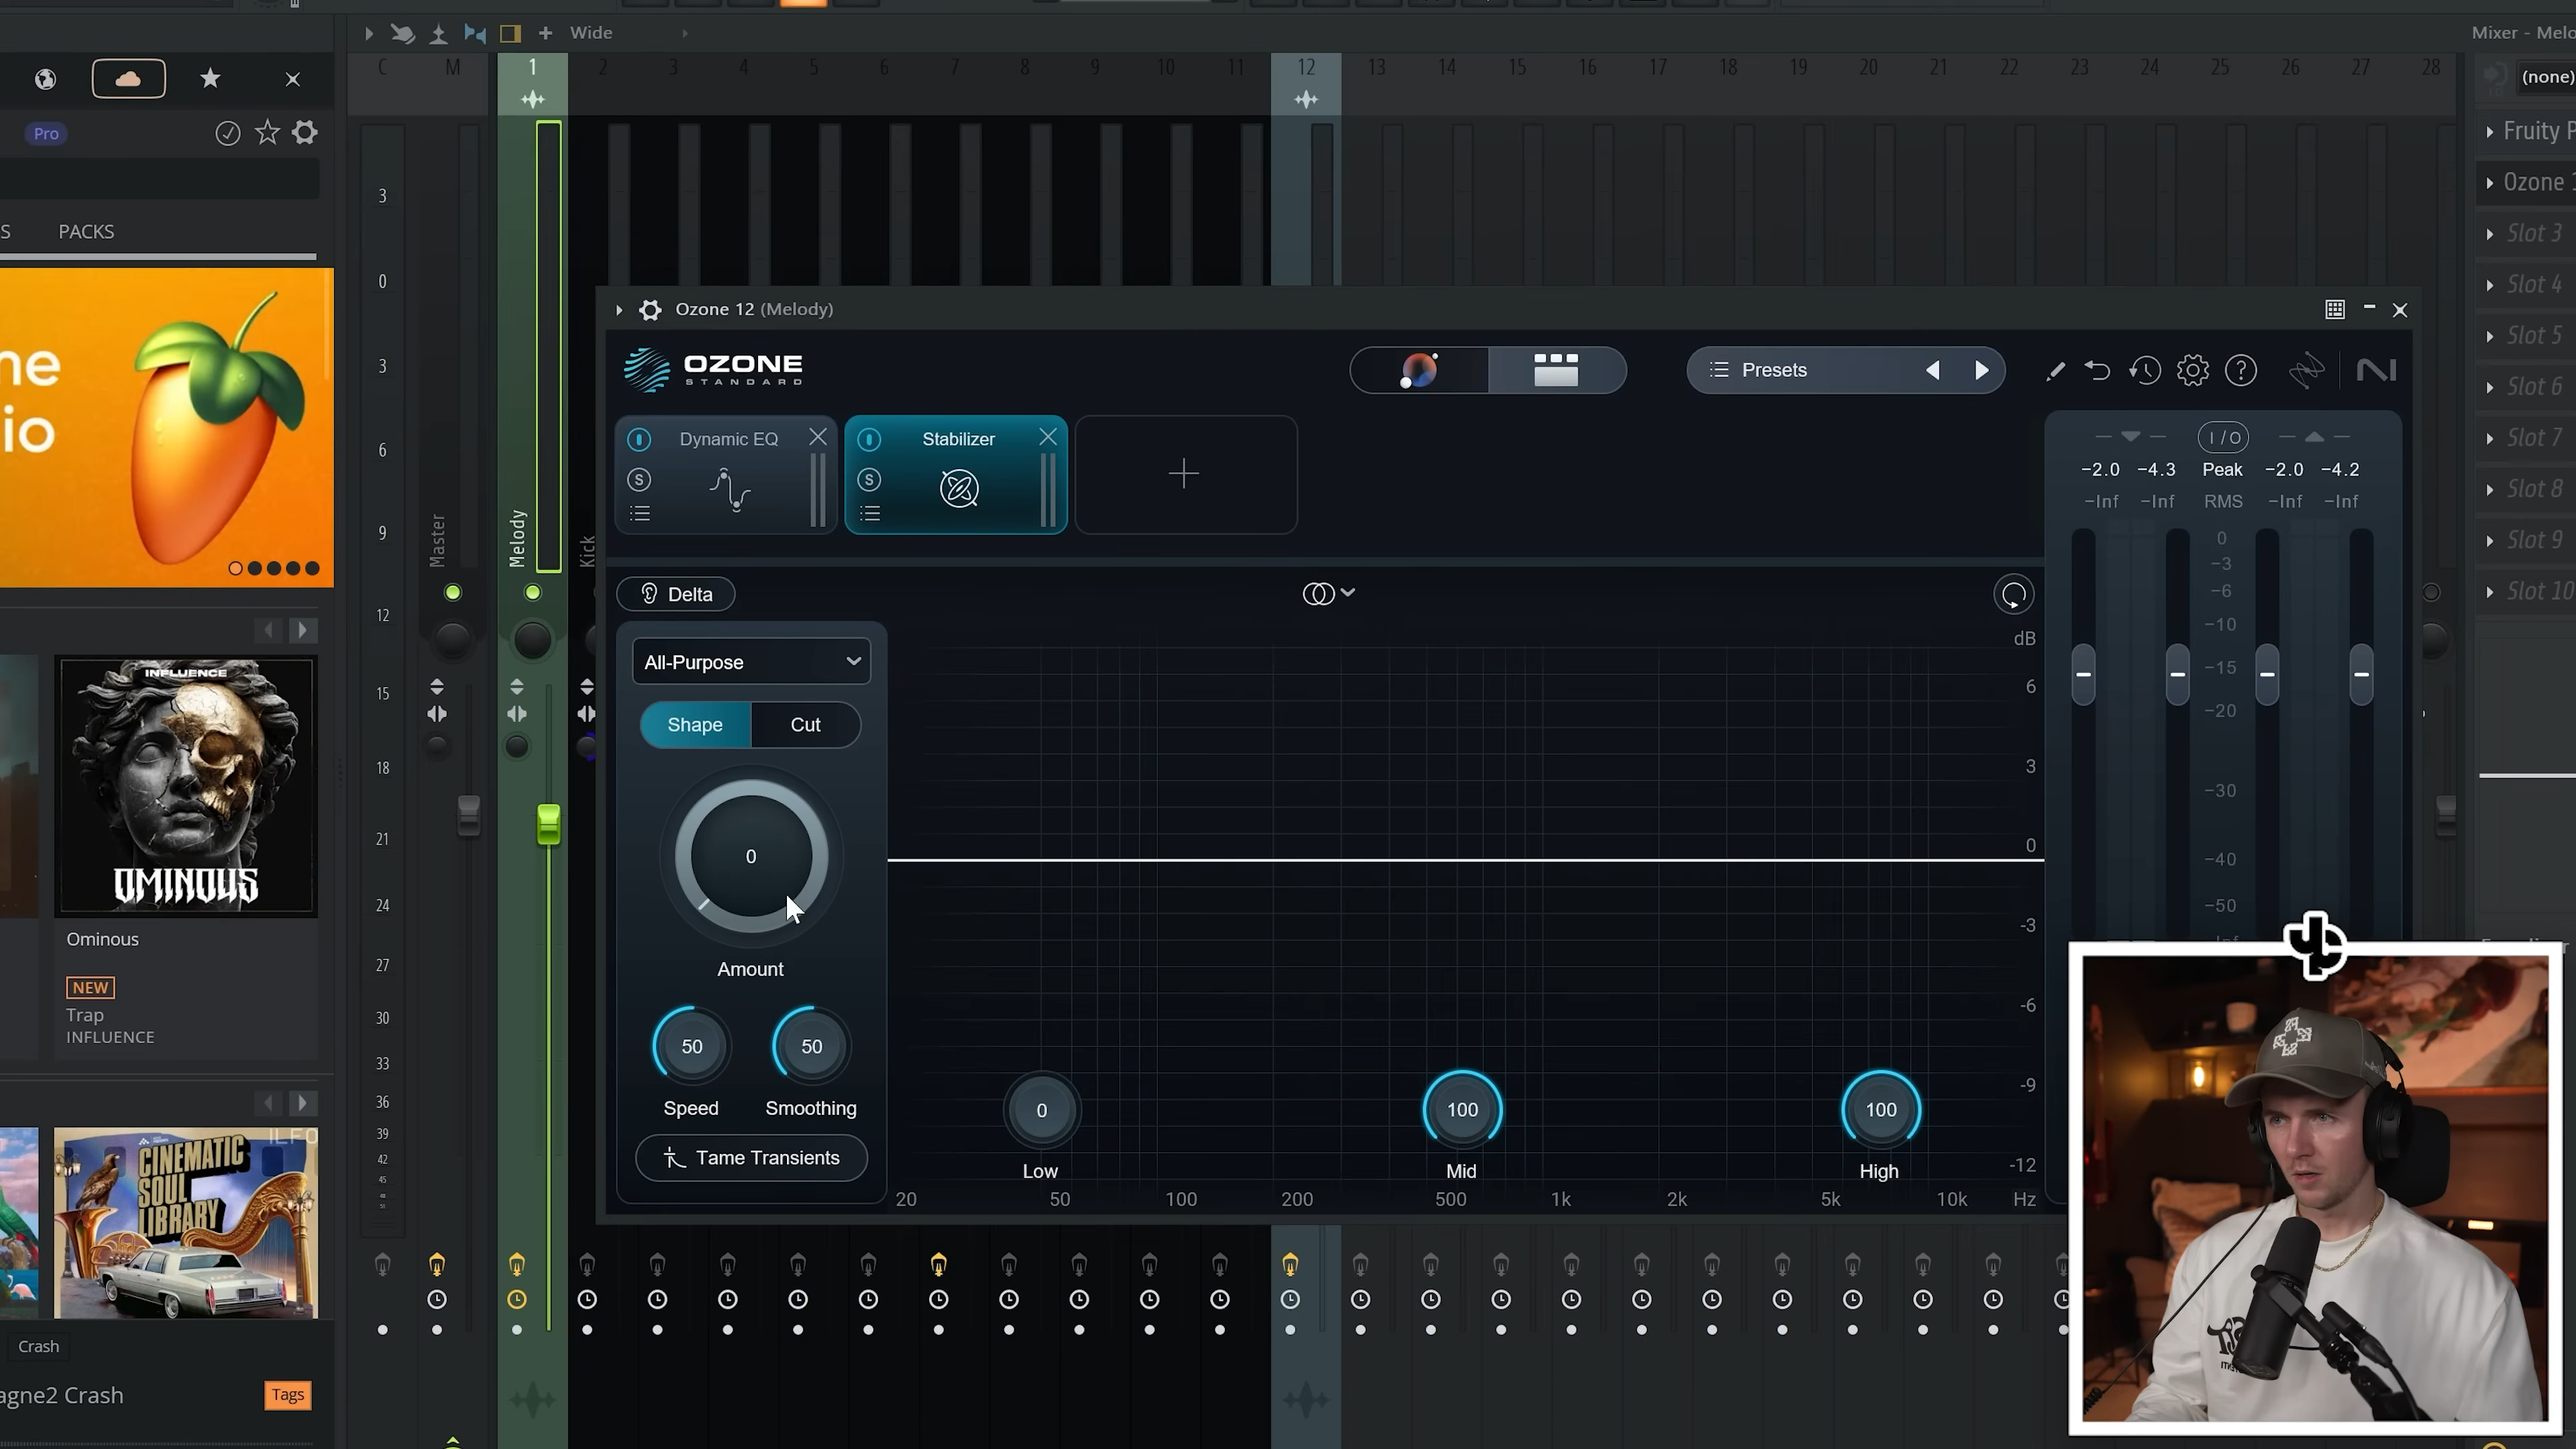 Wide
Mixer - Melo
C M 1 2 3 4 5 6 7 8 9 10 11 12 13 14 15 16 17 18 19 20 21 22 23 24 25 26 27 28
(none)
Pro
Fruity P
Ozone 1
Slot 3
Slot 4
Slot 5
Slot 6
Slot 7
Slot 8
Slot 9
Slot 10
S PACKS
me
io
INFLUENCE
OMINOUS
Ominous
NEW
Trap
INFLUENCE
CINEMATIC
SOUL
LIBRARY
Crash
agne2 Crash
Tags
3
0
3
6
9
12
15
18
21
24
27
30
33
36
39
42
45
Master
Melody
Kick
Ozone 12 (Melody)
OZONE
STANDARD
Presets
Dynamic EQ
S
Stabilizer
S
I / O
-2.0 -4.3 Peak -2.0 -4.2
-Inf -Inf RMS -Inf -Inf
0
-3
-6
-10
-15
-20
-30
-40
-50
Delta
All-Purpose
Shape Cut
0
Amount
50 50
Speed Smoothing
Tame Transients
dB
6
3
0
-3
-6
-9
-12
0 100 100
Low Mid High
20 50 100 200 500 1k 2k 5k 10k Hz